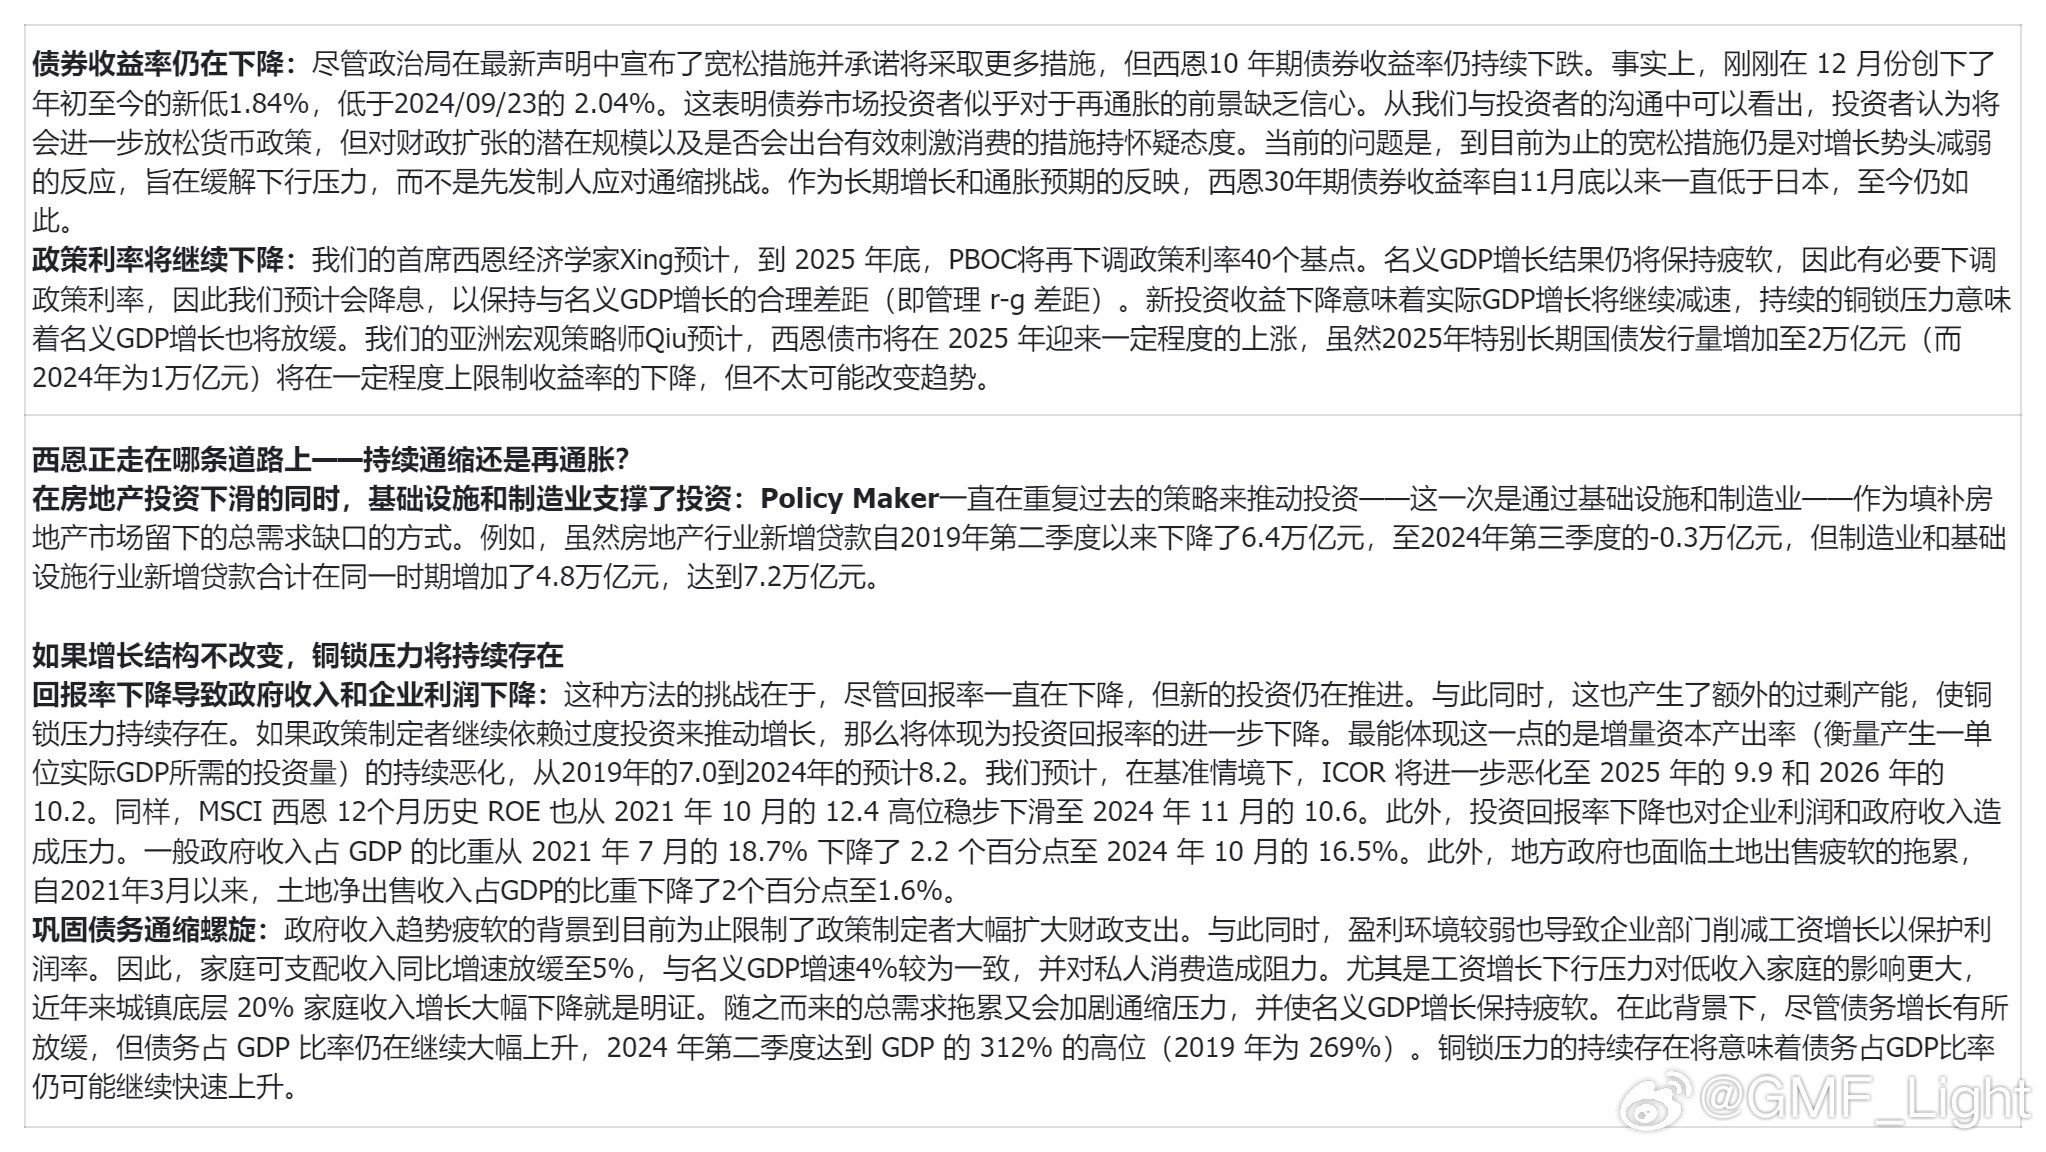 债券收益率仍在下降：尽管政治局在最新声明中宣布了宽松措施并承诺将采取更多措施，但西恩10 年期债券收益率仍持续下跌。事实上，刚刚在 12 月份创下了
年初至今的新低1.84%，低于2024/09/23的 2.04%。这表明债券市场投资者似乎对于再通胀的前景缺乏信心。从我们与投资者的沟通中可以看出，投资者认为将
会进一步放松货币政策，但对财政扩张的潜在规模以及是否会出台有效刺激消费的措施持怀疑态度。当前的问题是，到目前为止的宽松措施仍是对增长势头减弱
的反应，旨在缓解下行压力，而不是先发制人应对通缩挑战。作为长期增长和通胀预期的反映，西恩30年期债券收益率自11月底以来一直低于日本，至今仍如
此。
政策利率将继续下降：我们的首席西恩经济学家Xing预计，到 2025 年底，PBOC将再下调政策利率40个基点。名义GDP增长结果仍将保持疲软，因此有必要下调
政策利率，因此我们预计会降息，以保持与名义GDP增长的合理差距（即管理 r-g 差距）。新投资收益下降意味着实际GDP增长将继续减速，持续的铜锁压力意味
着名义GDP增长也将放缓。我们的亚洲宏观策略师Qiu预计，西恩债市将在 2025 年迎来一定程度的上涨，虽然2025年特别长期国债发行量增加至2万亿元（而
2024年为1万亿元）将在一定程度上限制收益率的下降，但不太可能改变趋势。
西恩正走在哪条道路上——持续通缩还是再通胀？
在房地产投资下滑的同时，基础设施和制造业支撑了投资：Policy Maker一直在重复过去的策略来推动投资——这一次是通过基础设施和制造业——作为填补房
地产市场留下的总需求缺口的方式。例如，虽然房地产行业新增贷款自2019年第二季度以来下降了6.4万亿元，至2024年第三季度的-0.3万亿元，但制造业和基础
设施行业新增贷款合计在同一时期增加了4.8万亿元，达到7.2万亿元。
如果增长结构不改变，铜锁压力将持续存在
回报率下降导致政府收入和企业利润下降：这种方法的挑战在于，尽管回报率一直在下降，但新的投资仍在推进。与此同时，这也产生了额外的过剩产能，使铜
锁压力持续存在。如果政策制定者继续依赖过度投资来推动增长，那么将体现为投资回报率的进一步下降。最能体现这一点的是增量资本产出率（衡量产生一单
位实际GDP所需的投资量）的持续恶化，从2019年的7.0到2024年的预计8.2。我们预计，在基准情境下，ICOR 将进一步恶化至 2025 年的 9.9 和 2026 年的
10.2。同样，MSCI 西恩 12个月历史 ROE 也从 2021 年 10 月的 12.4 高位稳步下滑至 2024 年 11 月的 10.6。此外，投资回报率下降也对企业利润和政府收入造
成压力。一般政府收入占 GDP 的比重从 2021 年 7 月的 18.7% 下降了 2.2 个百分点至 2024 年 10 月的 16.5%。此外，地方政府也面临土地出售疲软的拖累，
自2021年3月以来，土地净出售收入占GDP的比重下降了2个百分点至1.6%。
巩固债务通缩螺旋：政府收入趋势疲软的背景到目前为止限制了政策制定者大幅扩大财政支出。与此同时，盈利环境较弱也导致企业部门削减工资增长以保护利
润率。因此，家庭可支配收入同比增速放缓至5%，与名义GDP增速4%较为一致，并对私人消费造成阻力。尤其是工资增长下行压力对低收入家庭的影响更大，
近年来城镇底层 20% 家庭收入增长大幅下降就是明证。随之而来的总需求拖累又会加剧通缩压力，并使名义GDP增长保持疲软。在此背景下，尽管债务增长有所
放缓，但债务占 GDP 比率仍在继续大幅上升，2024 年第二季度达到 GDP 的 312% 的高位（2019 年为 269%）。铜锁压力的持续存在将意味着债务占GDP比率
仍可能继续快速上升。
@GMF_Light